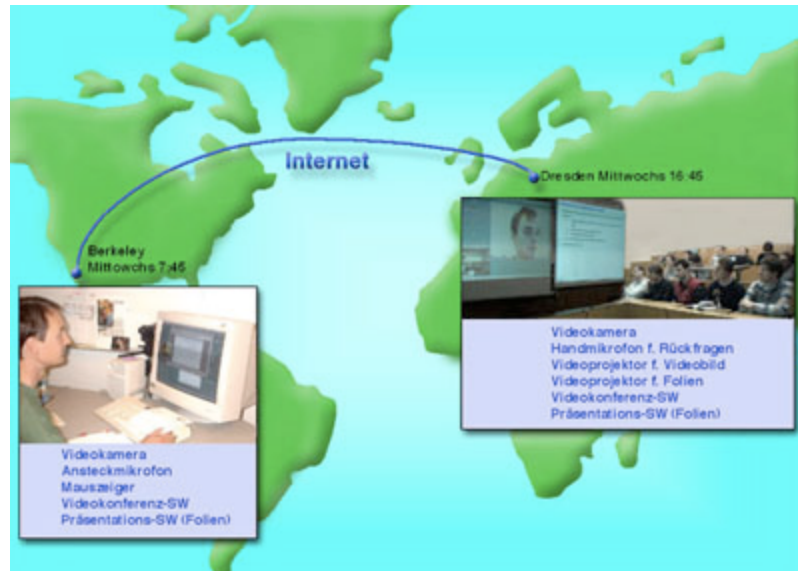 Internet
Dresden Mittwochs 16:45
Berkeley
Mittowchs 7:45
Videokamera
Handmikrofon f. Rückfragen
Videoprojektor f. Videobild
Videoprojektor f. Folien
Videokonferenz-SW
Präsentations-SW (Folien)
Videokamera
Ansteckmikrofon
Mauszeiger
Videokonferenz-SW
Präsentations-SW (Folien)